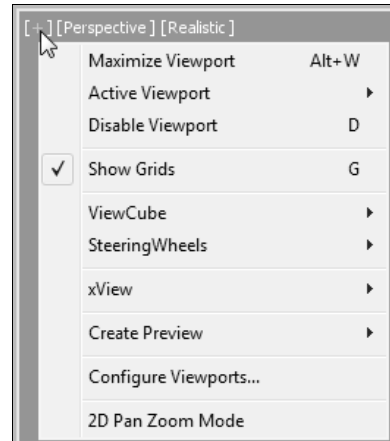 [+] [Perspective] [Realistic]
Maximize Viewport Alt+W
Active Viewport
Disable Viewport D
Show Grids G
ViewCube
SteeringWheels
xView
Create Preview
Configure Viewports...
2D Pan Zoom Mode